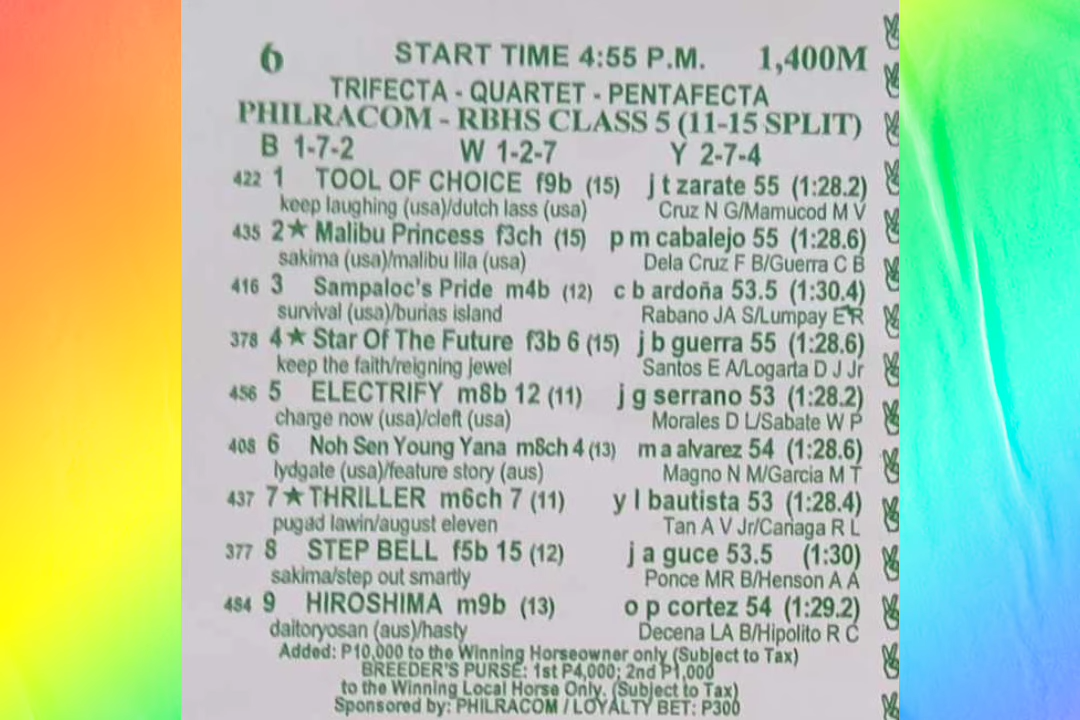 6 START TIME 4:55 P.M. 1,400M
TRIFECTA - QUARTET - PENTAFECTA
PHILRACOM - RBHS CLASS 5 (11-15 SPLIT)
B 1-7-2 W 1-2-7 Y 2-7-4
422 1 TOOL OF CHOICE f9b (15) j t zarate 55 (1:28.2)
keep laughing (usa)/dutch lass (usa) Cruz N G/Mamucod M V
435 2★ Malibu Princess f3ch (15) p m cabalejo 55 (1:28.6)
sakima (usa)/malibu lila (usa) Dela Cruz F B/Guerra C B
416 3 Sampaloc's Pride m4b (12) c b ardoña 53.5 (1:30.4)
survival (usa)/burias island Rabano JA S/Lumpay E R
378 4★ Star Of The Future f3b 6 (15) j b guerra 55 (1:28.6)
keep the faith/reigning jewel Santos E A/Logarta D J Jr
456 5 ELECTRIFY m8b 12 (11) j g serrano 53 (1:28.2)
charge now (usa)/cleft (usa) Morales D L/Sabate W P
408 6 Noh Sen Young Yana m8ch 4 (13) m a alvarez 54 (1:28.6)
lydgate (usa)/feature story (aus) Magno N M/Garcia M T
437 7★ THRILLER m6ch 7 (11) y l bautista 53 (1:28.4)
pugad lawin/august eleven Tan A V Jr/Cariaga R L
377 8 STEP BELL f5b 15 (12) j a guce 53.5 (1:30)
sakima/step out smartly Ponce MR B/Henson A A
484 9 HIROSHIMA m9b (13) o p cortez 54 (1:29.2)
daitoryosan (aus)/hasty Decena LA B/Hipolito R C
Added: P10,000 to the Winning Horseowner only (Subject to Tax)
BREEDER'S PURSE: 1st P4,000; 2nd P1,000
to the Winning Local Horse Only. (Subject to Tax)
Sponsored by: PHILRACOM / LOYALTY BET: P300